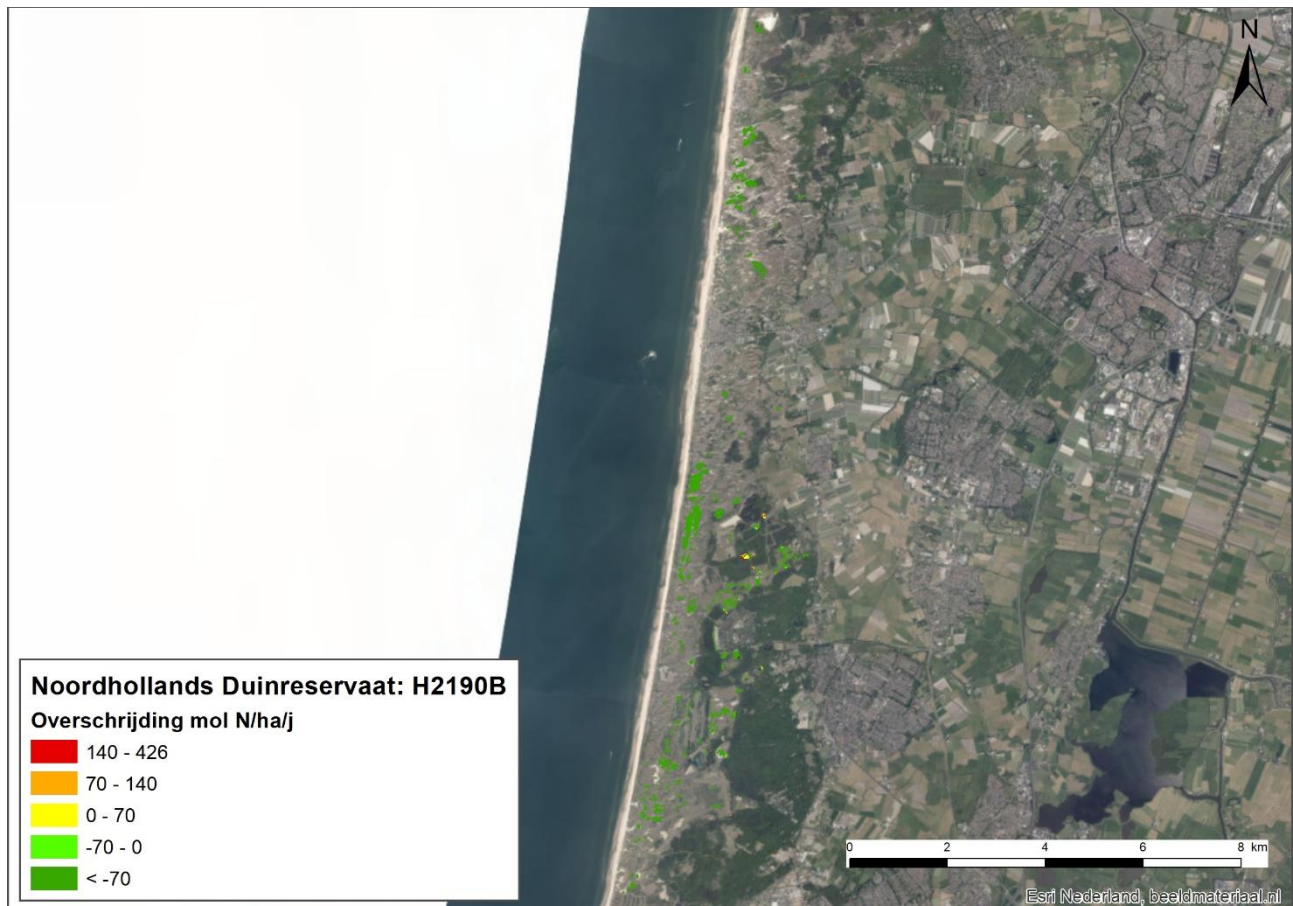 N
Noordhollands Duinreservaat: H2190B
Overschrijding mol N/ha/j
140 - 426
70 - 140
0 - 70
-70 - 0
< -70
0 2 4 6 8 km
Esri Nederland, beeldmateriaal.nl